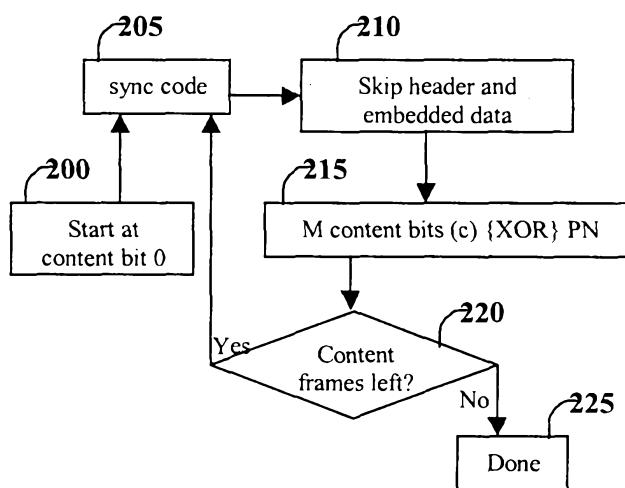 205
sync code
210
Skip header and
embedded data
200
Start at
content bit 0
215
M content bits (c) {XOR} PN
220
Yes
Content
frames left?
No
225
Done